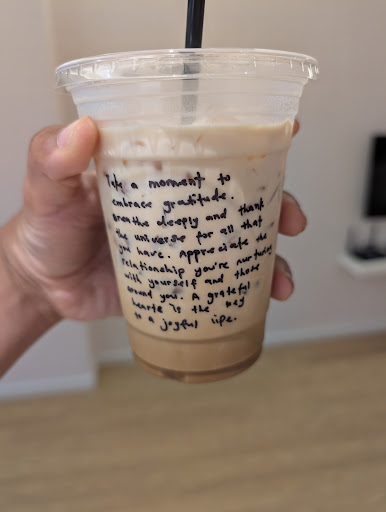 Take a moment to
embrace gratitude.
breathe deeply and thank
the universe for all that
you have. Appreciate the
relationship you're nurturing
with yourself and those
around you. A grateful
hearte is the key
to a joyful life.